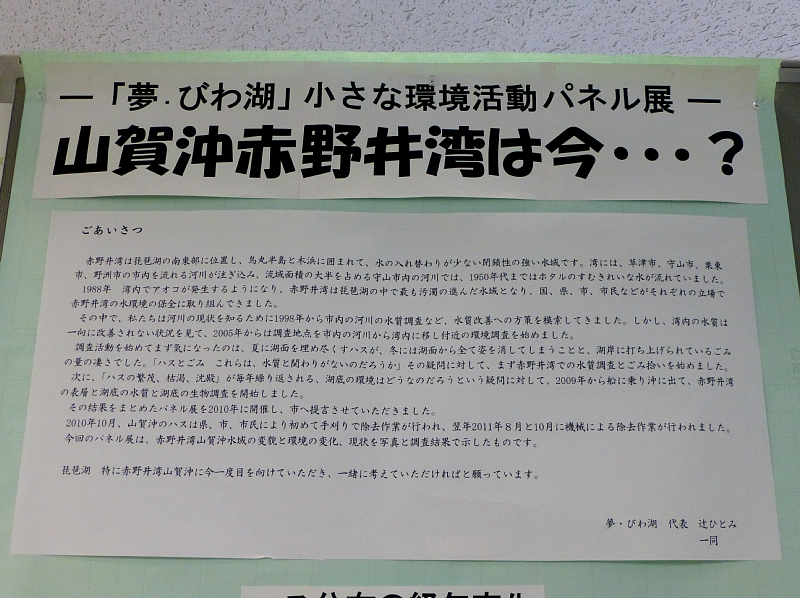 ―「夢・びわ湖」小さな環境活動パネル展―
山賀沖赤野井湾は今・・・？
ごあいさつ
赤野井湾は琵琶湖の南東部に位置し、烏丸半島と木浜に囲まれて、水の入れ替わりが少ない閉鎖性の強い水域です。湾には、草津市、守山市、栗東
市、野洲市の市内を流れる河川が注ぎ込み、流域面積の大半を占める守山市内の河川では、1950年代まではホタルのすむきれいな水が流れていました。
1988年　湾内でアオコが発生するようになり、赤野井湾は琵琶湖の中で最も汚濁の進んだ水域となり、国、県、市、市民などがそれぞれの立場で
赤野井湾の水環境の保全に取り組んできました。
その中で、私たちは河川の現状を知るために1998年から市内の河川の水質調査など、水質改善への方策を模索してきました。しかし、湾内の水質は
一向に改善されない状況を見て、2005年からは調査地点を市内の河川から湾内に移し付近の環境調査を始めました。
調査活動を始めてまず気になったのは、夏に湖面を埋め尽くすハスが、冬には湖面から全て姿を消してしまうことと、湖岸に打ち上げられているごみ
の量の凄さでした。「ハスとごみ　これらは、水質と関わりがないのだろうか」その疑問に対して、まず赤野井湾での水質調査とごみ拾いを始めました。
次に、「ハスの繁茂、枯渇、沈殿」が毎年繰り返される、湖底の環境はどうなのだろうという疑問に対して、2009年から船に乗り沖に出て、赤野井湾
の表層と湖底の水質と湖底の生物調査を開始しました。
その結果をまとめたパネル展を2010年に開催し、市へ提言させていただきました。
2010年10月、山賀沖のハスは県、市、市民により初めて手刈りで除去作業が行われ、翌年2011年８月と10月に機械による除去作業が行われました。
今回のパネル展は、赤野井湾山賀沖水域の変貌と環境の変化、現状を写真と調査結果で示したものです。
琵琶湖　特に赤野井湾山賀沖に今一度目を向けていただき、一緒に考えていただければと願っています。
夢・びわ湖　代表　辻ひとみ
一同